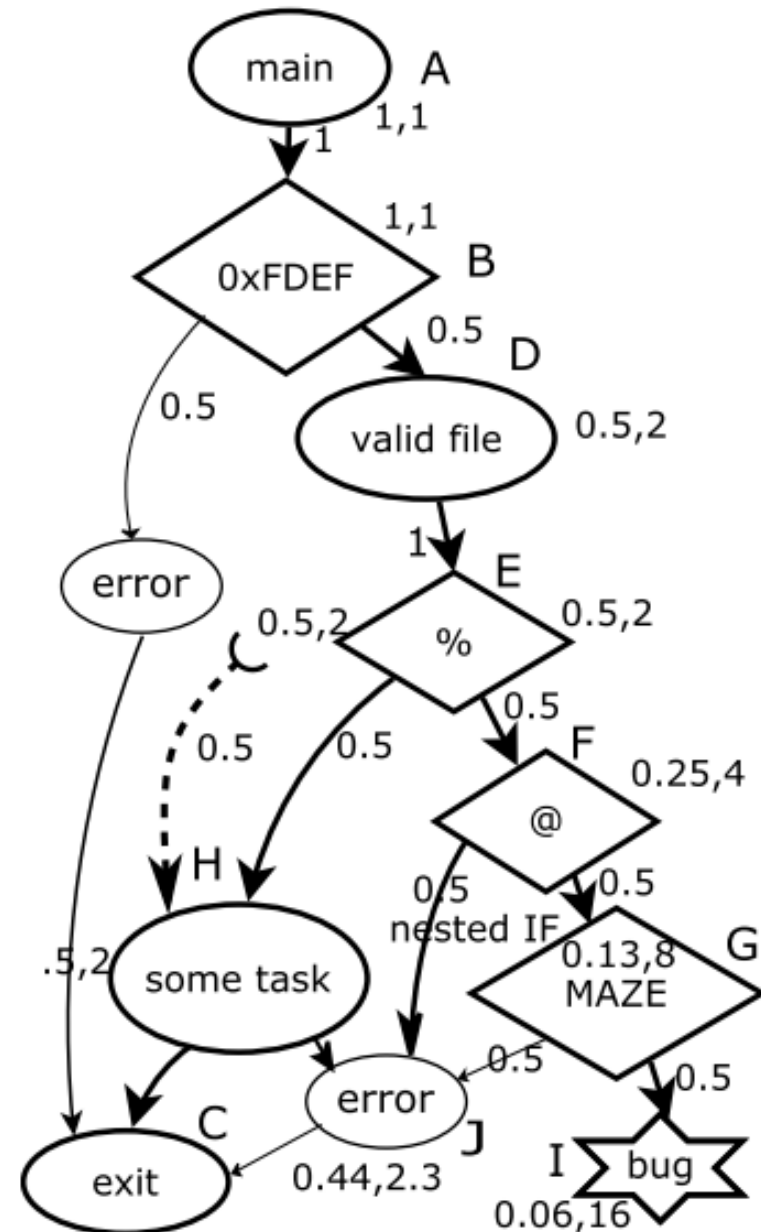 main
A
1,1
1
1,1
0xFDEF
B
0.5
D
0.5
valid file
0.5,2
1
E
error
0.5,2
0.5,2
%
0.5
0.5
0.5
F
0.25,4
@
H
0.5
0.5
nested IF
G
.5,2
some task
0.13,8
MAZE
0.5
0.5
error
C
J
I
bug
exit
0.44,2.3
0.06,16